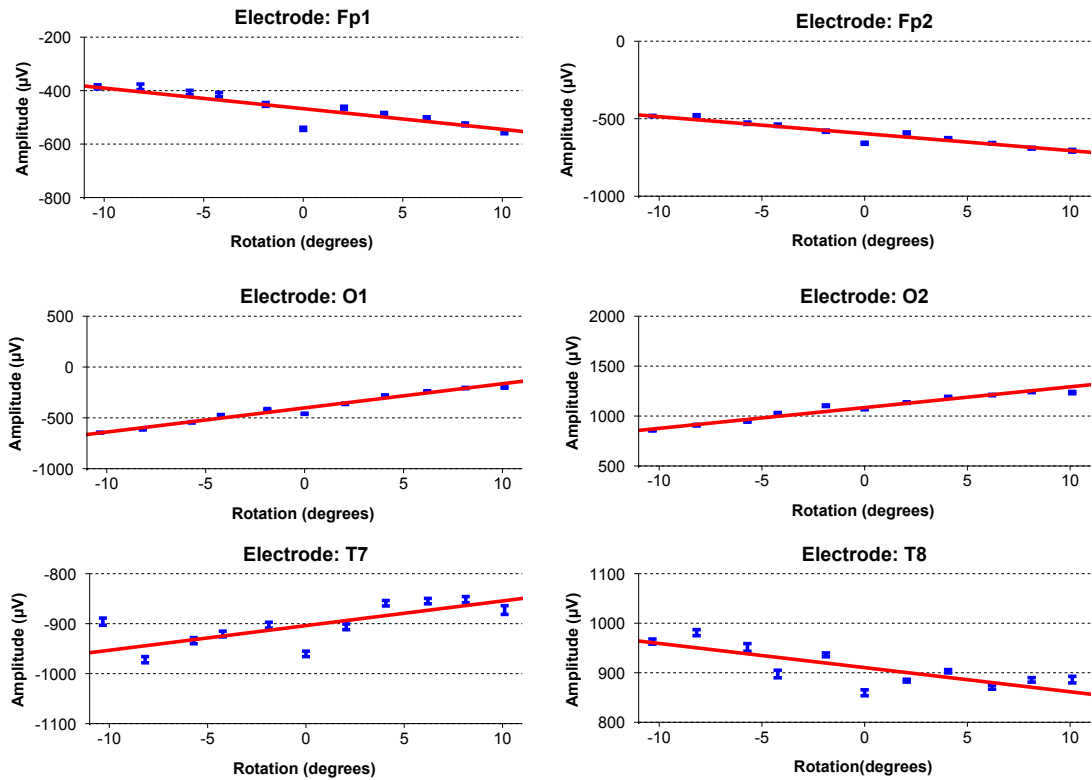 Electrode: Fp1
Amplitude (µV)
-200
-400
-600
-800
-10 -5 0 5 10
Rotation (degrees)
Electrode: Fp2
Amplitude (µV)
0
-500
-1000
-10 -5 0 5 10
Rotation (degrees)
Electrode: O1
Amplitude (µV)
500
0
-500
-1000
-10 -5 0 5 10
Rotation (degrees)
Electrode: O2
Amplitude (µV)
2000
1500
1000
500
-10 -5 0 5 10
Rotation (degrees)
Electrode: T7
Amplitude (µV)
-800
-900
-1000
-1100
-10 -5 0 5 10
Rotation (degrees)
Electrode: T8
Amplitude (µV)
1100
1000
900
800
-10 -5 0 5 10
Rotation(degrees)